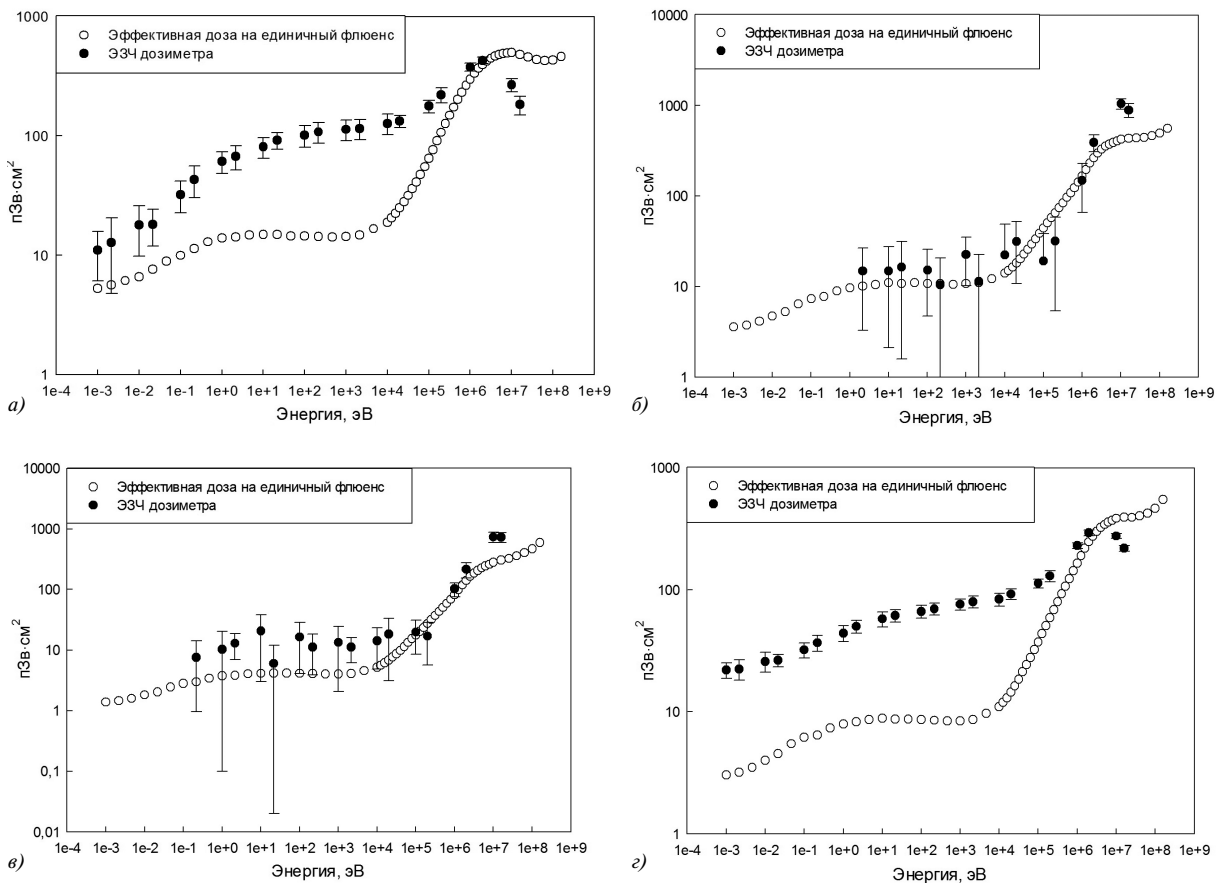 1000
100
10
1
пЗв·см²
Эффективная доза на единичный флюенс
ЭЗЧ дозиметра
1e-4 1e-3 1e-2 1e-1 1e+0 1e+1 1e+2 1e+3 1e+4 1e+5 1e+6 1e+7 1e+8 1e+9
Энергия, эВ
а)
10000
1000
100
10
1
пЗв·см²
Эффективная доза на единичный флюенс
ЭЗЧ дозиметра
1e-4 1e-3 1e-2 1e-1 1e+0 1e+1 1e+2 1e+3 1e+4 1e+5 1e+6 1e+7 1e+8 1e+9
Энергия, эВ
б)
10000
1000
100
10
1
0,1
0,01
пЗв·см²
Эффективная доза на единичный флюенс
ЭЗЧ дозиметра
1e-4 1e-3 1e-2 1e-1 1e+0 1e+1 1e+2 1e+3 1e+4 1e+5 1e+6 1e+7 1e+8 1e+9
Энергия, эВ
в)
1000
100
10
1
пЗв·см²
Эффективная доза на единичный флюенс
ЭЗЧ дозиметра
1e-4 1e-3 1e-2 1e-1 1e+0 1e+1 1e+2 1e+3 1e+4 1e+5 1e+6 1e+7 1e+8 1e+9
Энергия, эВ
г)